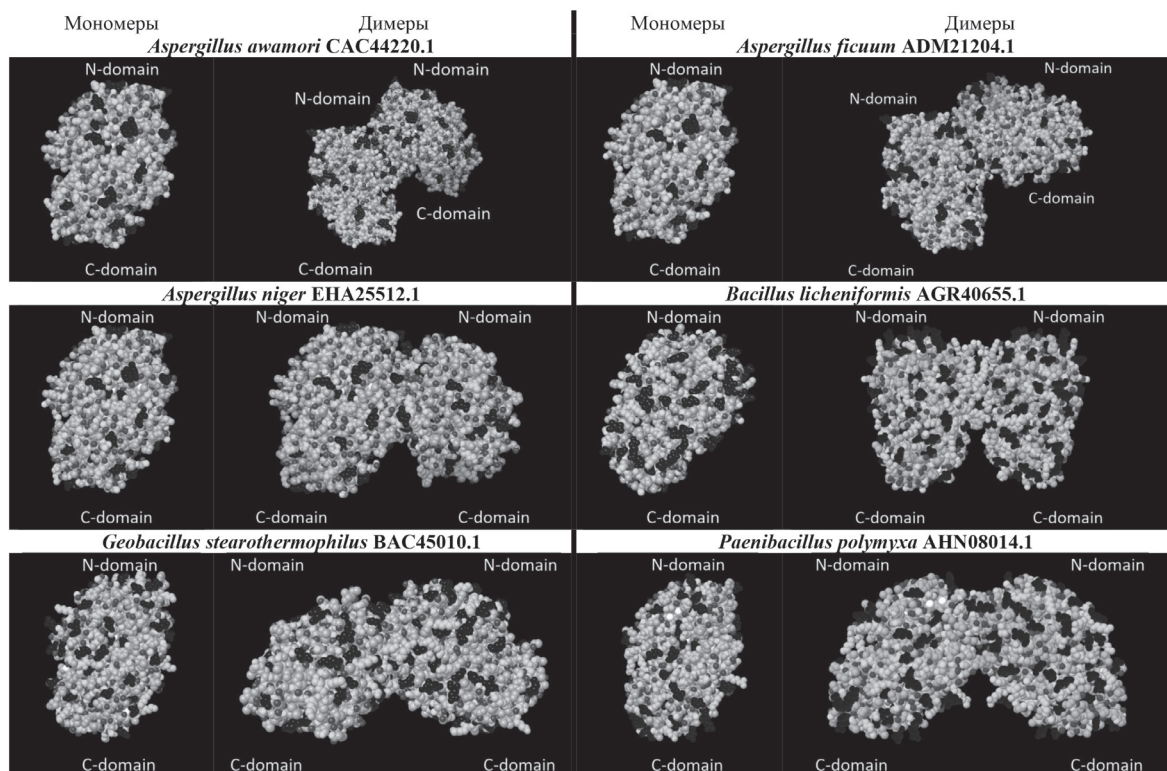 Мономеры Димеры
Aspergillus awamori CAC44220.1
N-domain N-domain
N-domain
C-domain
C-domain C-domain
Мономеры Димеры
Aspergillus ficuum ADM21204.1
N-domain N-domain
N-domain
C-domain
C-domain C-domain
Aspergillus niger EHA25512.1
N-domain N-domain N-domain
C-domain C-domain C-domain
Bacillus licheniformis AGR40655.1
N-domain N-domain N-domain
C-domain C-domain C-domain
Geobacillus stearothermophilus BAC45010.1
N-domain N-domain N-domain
C-domain C-domain C-domain
Paenibacillus polymyxa AHN08014.1
N-domain N-domain N-domain
C-domain C-domain C-domain